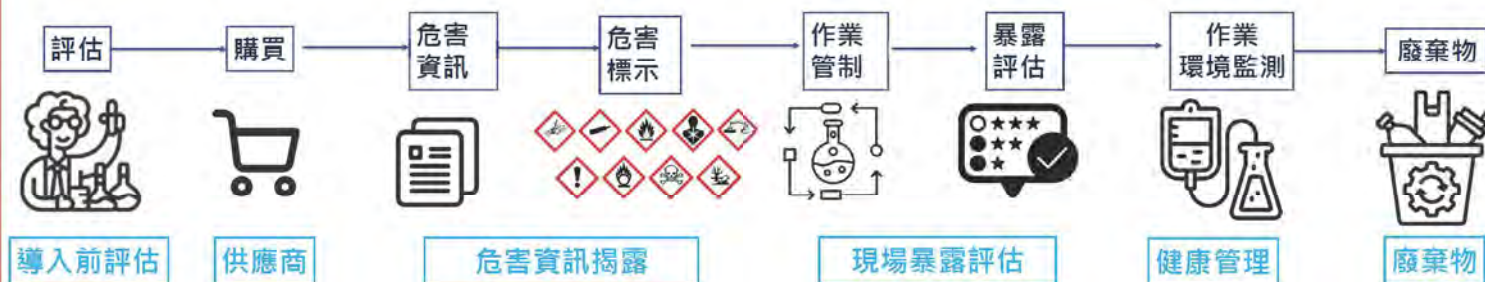 評估
購買
危害
資訊
危害
標示
作業
管制
暴露
評估
作業
環境監測
廢棄物
導入前評估
供應商
危害資訊揭露
現場暴露評估
健康管理
廢棄物